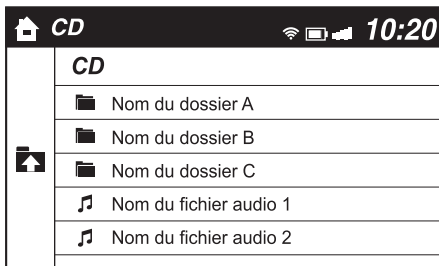 CD 10:20
CD
Nom du dossier A
Nom du dossier B
Nom du dossier C
Nom du fichier audio 1
Nom du fichier audio 2